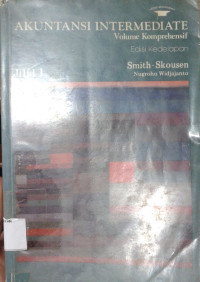 AKUNTANSI INTERMEDIATE
Volume Komprehensif
Edisi Kedelapan
Smith-Skousen
Nugroho Widjajanto